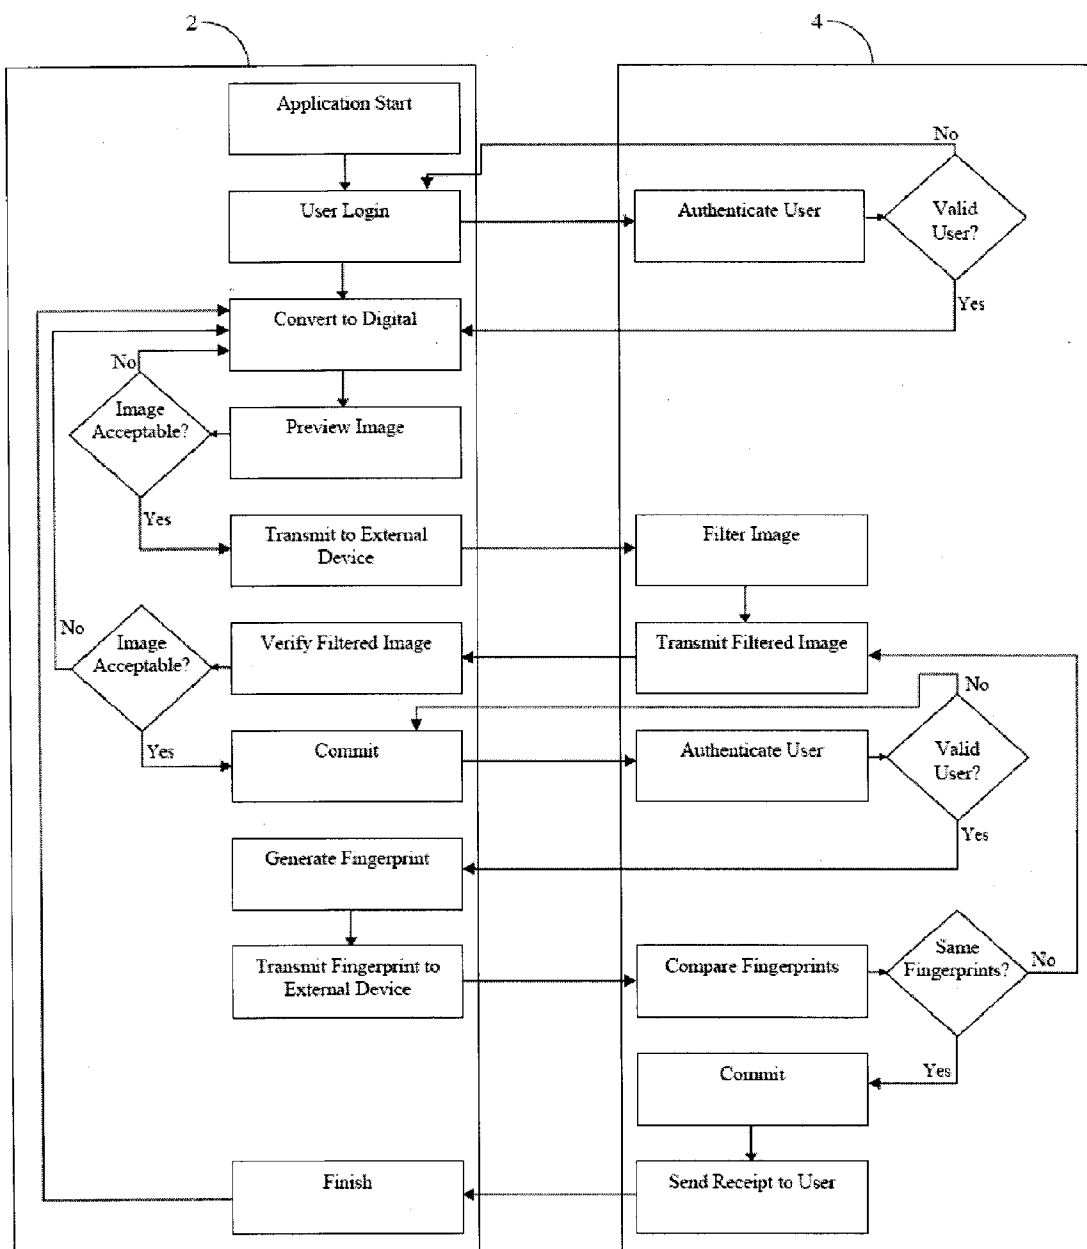 2
4
Application Start
No
User Login
Authenticate User
Valid
User?
Yes
Convert to Digital
No
Image
Acceptable?
Preview Image
Yes
Transmit to External
Device
Filter Image
No
Image
Acceptable?
Verify Filtered Image
Transmit Filtered Image
No
Yes
Commit
Authenticate User
Valid
User?
Yes
Generate Fingerprint
Transmit Fingerprint to
External Device
Compare Fingerprints
Same
Fingerprints?
No
Yes
Commit
Finish
Send Receipt to User